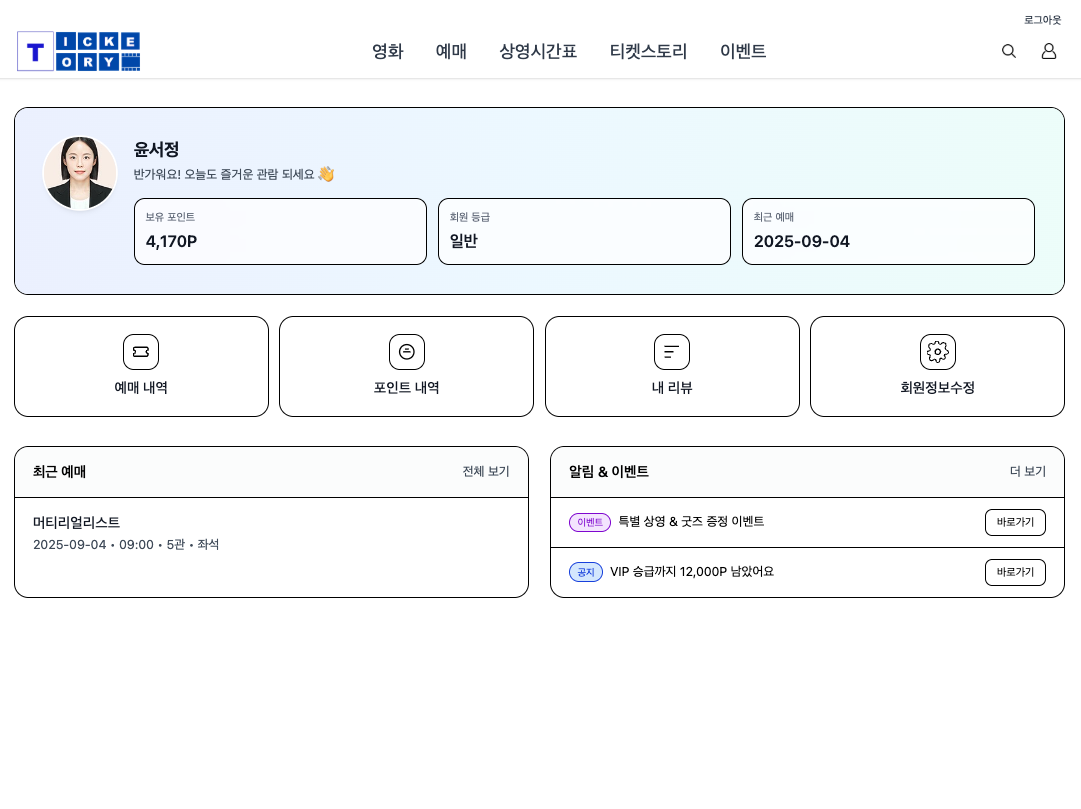 로그아웃
T ICKE
ORY
영화 예매 상영시간표 티켓스토리 이벤트
윤서정
반가워요! 오늘도 즐거운 관람 되세요 👋
보유 포인트
4,170P
회원 등급
일반
최근 예매
2025-09-04
예매 내역
포인트 내역
내 리뷰
회원정보수정
최근 예매
전체 보기
머티리얼리스트
2025-09-04 • 09:00 • 5관 • 좌석
알림 & 이벤트
더 보기
이벤트 특별 상영 & 굿즈 증정 이벤트 바로가기
공지 VIP 승급까지 12,000P 남았어요 바로가기